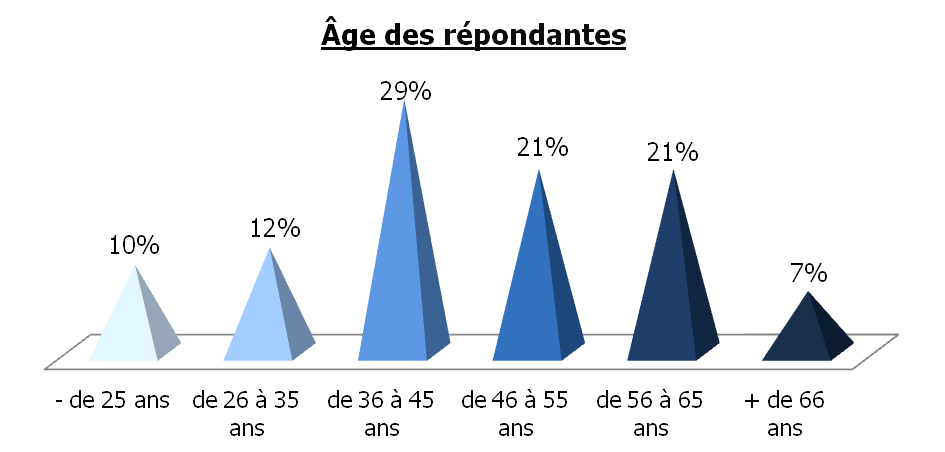 Âge des répondantes
29%
21%
21%
12%
10%
7%
- de 25 ans
de 26 à 35
ans
de 36 à 45
ans
de 46 à 55
ans
de 56 à 65
ans
+ de 66
ans